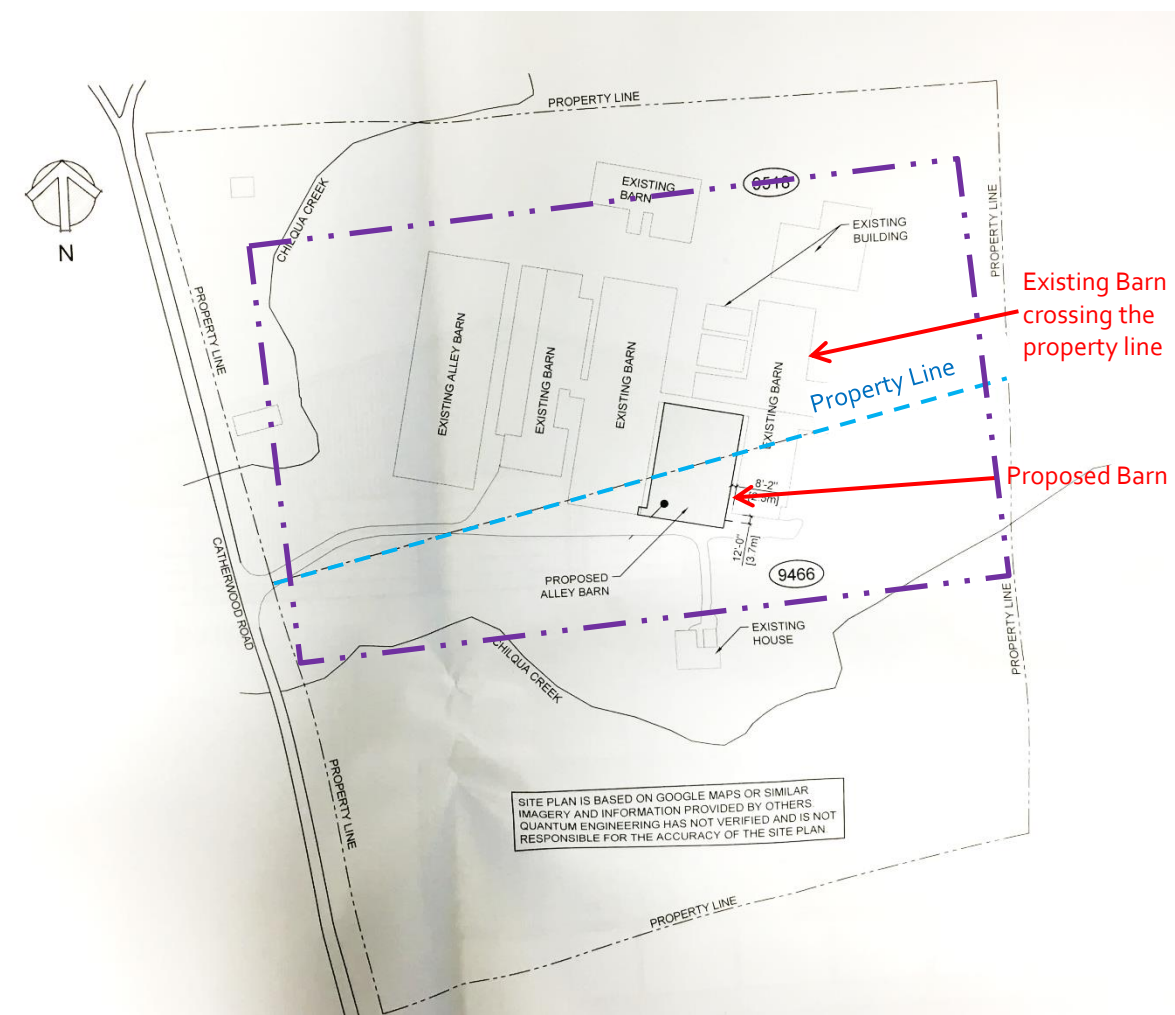 PROPERTY LINE
N
CHILQUA CREEK
EXISTING
BARN
9518
PROPERTY LINE
EXISTING
BUILDING
Existing Barn
crossing the
property line
PROPERTY LINE
EXISTING ALLEY BARN
EXISTING BARN
EXISTING BARN
EXISTING BARN
Property Line
Proposed Barn
8'-2"
[2 5m]
12'-0"
[3 7m]
CATHERWOOD ROAD
PROPOSED
ALLEY BARN
9466
EXISTING
HOUSE
PROPERTY LINE
CHILQUA CREEK
PROPERTY LINE
SITE PLAN IS BASED ON GOOGLE MAPS OR SIMILAR
IMAGERY AND INFORMATION PROVIDED BY OTHERS.
QUANTUM ENGINEERING HAS NOT VERIFIED AND IS NOT
RESPONSIBLE FOR THE ACCURACY OF THE SITE PLAN.
PROPERTY LINE